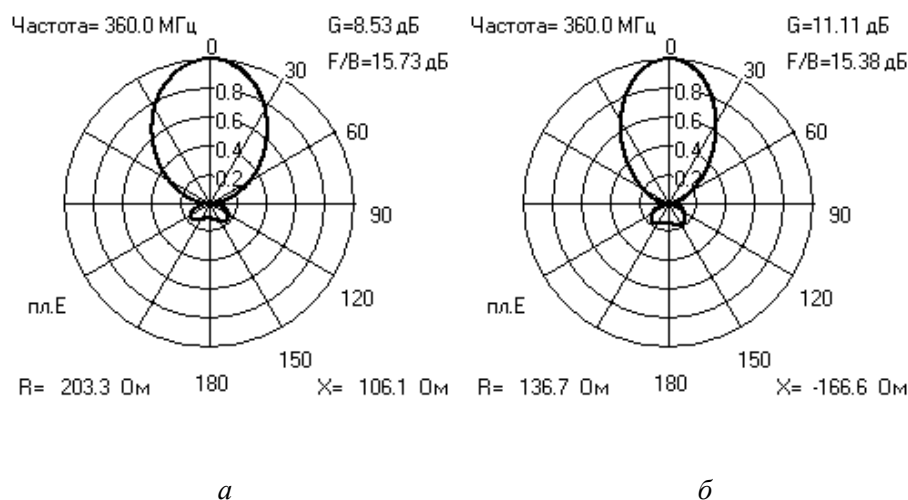 Частота= 360.0 МГц G=8.53 дБ
F/B=15.73 дБ
0
30
0.8
60
0.6
0.4
0.2
90
120
пл.Е
150
180
R= 203.3 Ом X= 106.1 Ом
а
Частота= 360.0 МГц G=11.11 дБ
F/B=15.38 дБ
0
30
0.8
60
0.6
0.4
0.2
90
120
пл.Е
150
180
R= 136.7 Ом X= -166.6 Ом
б